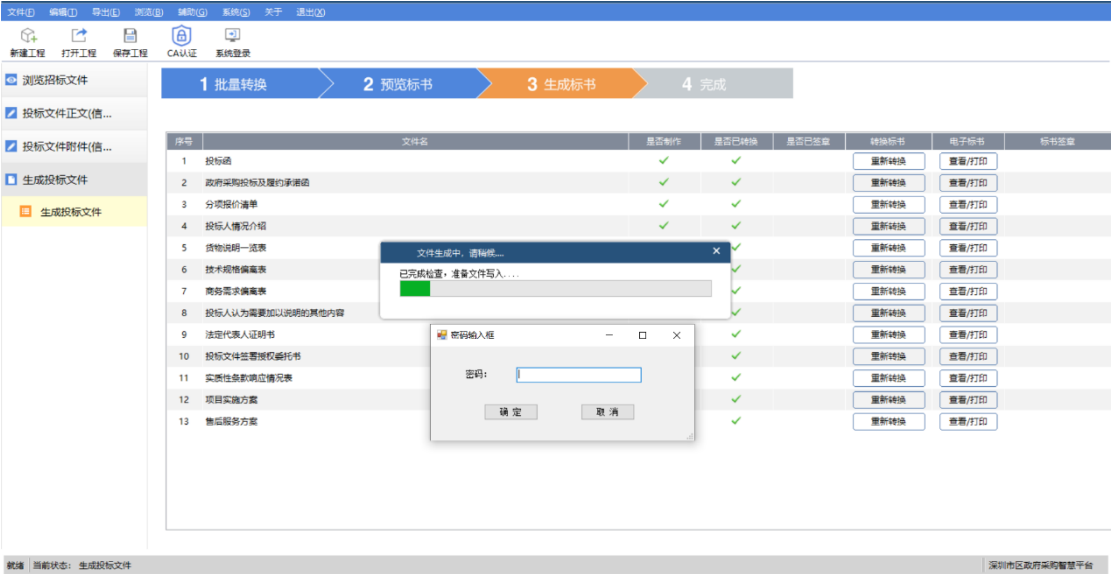 文件(F) 编辑(I) 导出(E) 浏览(B) 辅助(G) 系统(S) 关于 退出(X)
新建工程 打开工程 保存工程 CA认证 系统登录
浏览招标文件
投标文件正文(信...
投标文件附件(信...
生成投标文件
生成投标文件
1 批量转换 2 预览标书 3 生成标书 4 完成
序号 文件名 是否制作 是否已转换 是否已签章 转换标书 电子标书 标书签章
1 投标函 重新转换 查看/打印
2 政府采购投标及履约承诺函 重新转换 查看/打印
3 分项报价清单 重新转换 查看/打印
4 投标人情况介绍 重新转换 查看/打印
5 货物说明一览表 重新转换 查看/打印
6 技术规格偏离表 重新转换 查看/打印
7 商务需求偏离表 重新转换 查看/打印
8 投标人认为需要加以说明的其他内容 重新转换 查看/打印
9 法定代表人证明书 重新转换 查看/打印
10 投标文件签署授权委托书 重新转换 查看/打印
11 实质性条款响应情况表 重新转换 查看/打印
12 项目实施方案 重新转换 查看/打印
13 售后服务方案 重新转换 查看/打印
文件生成中，请稍候....
已完成检查，准备文件写入....
密码输入框
密码:
确定 取消
就绪 当前状态: 生成投标文件 深圳市区政府采购智慧平台